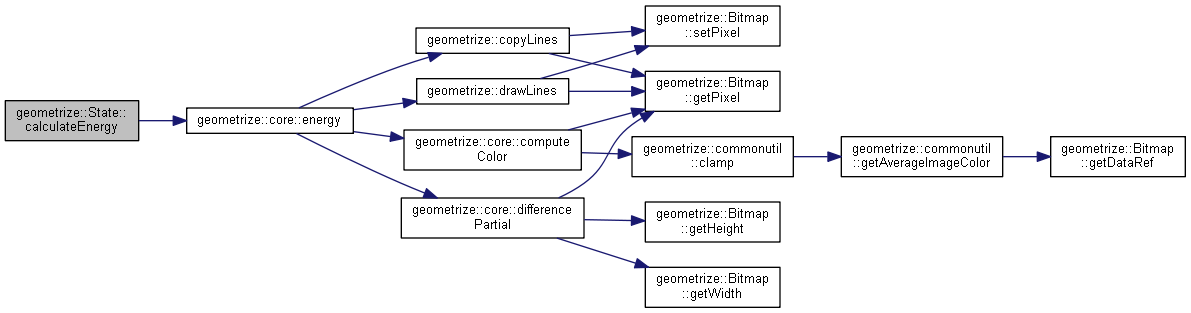 geometrize::State::
calculateEnergy
geometrize::core::energy
geometrize::copyLines
geometrize::drawLines
geometrize::core::compute
Color
geometrize::core::difference
Partial
geometrize::Bitmap
::setPixel
geometrize::Bitmap
::getPixel
geometrize::commonutil
::clamp
geometrize::Bitmap
::getHeight
geometrize::Bitmap
::getWidth
geometrize::commonutil
::getAverageImageColor
geometrize::Bitmap
::getDataRef